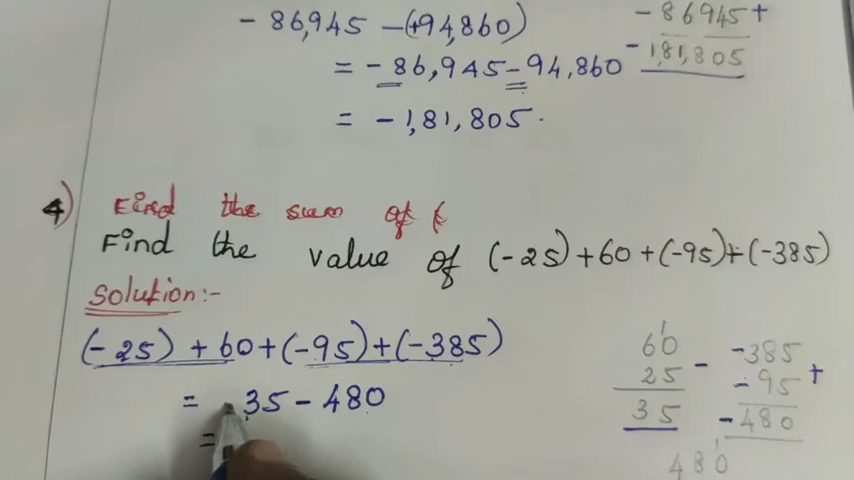 - 86,945 -(+94,860)
= - 86,945 - 94,860
= - 1,81,805.
- 86945 +
- 1,81,805
4) Find the sum of (
Find the value of (-25)+60+(-95)+(-385)
Solution:-
(-25) + 60+(-95)+(-385)
= 35 - 480
=
60
25 -
35
-385
-95 +
-480
480